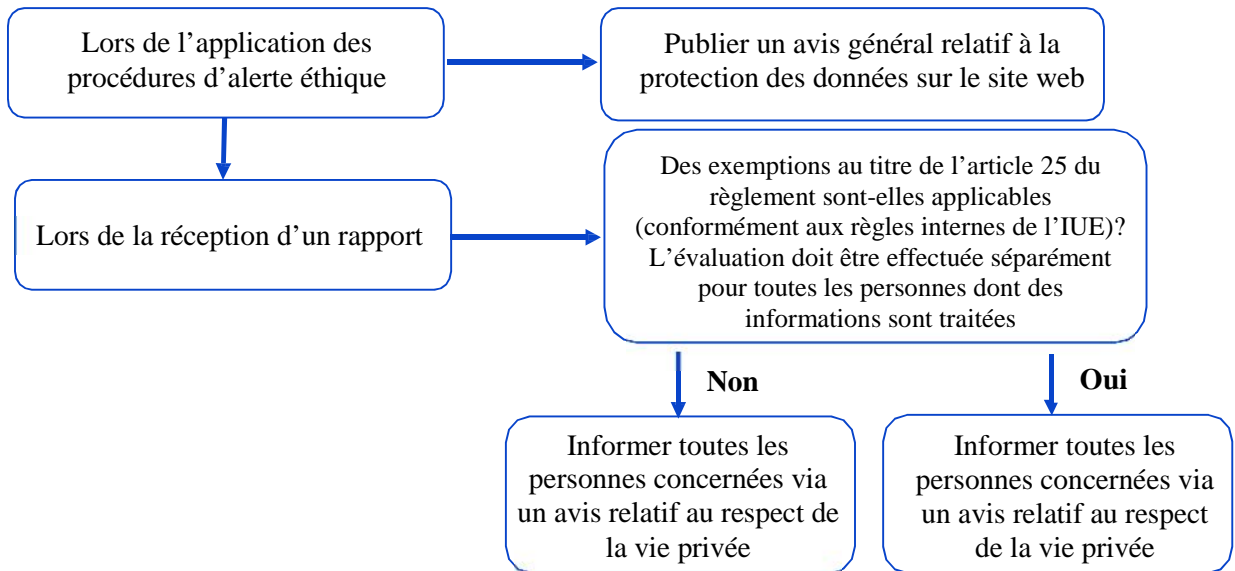 Lors de l’application des
procédures d’alerte éthique
Publier un avis général relatif à la
protection des données sur le site web
Lors de la réception d’un rapport
Des exemptions au titre de l’article 25 du
règlement sont-elles applicables
(conformément aux règles internes de l’IUE)?
L’évaluation doit être effectuée séparément
pour toutes les personnes dont des
informations sont traitées
Non
Oui
Informer toutes les
personnes concernées via
un avis relatif au respect de
la vie privée
Informer toutes les
personnes concernées via
un avis relatif au respect
de la vie privée